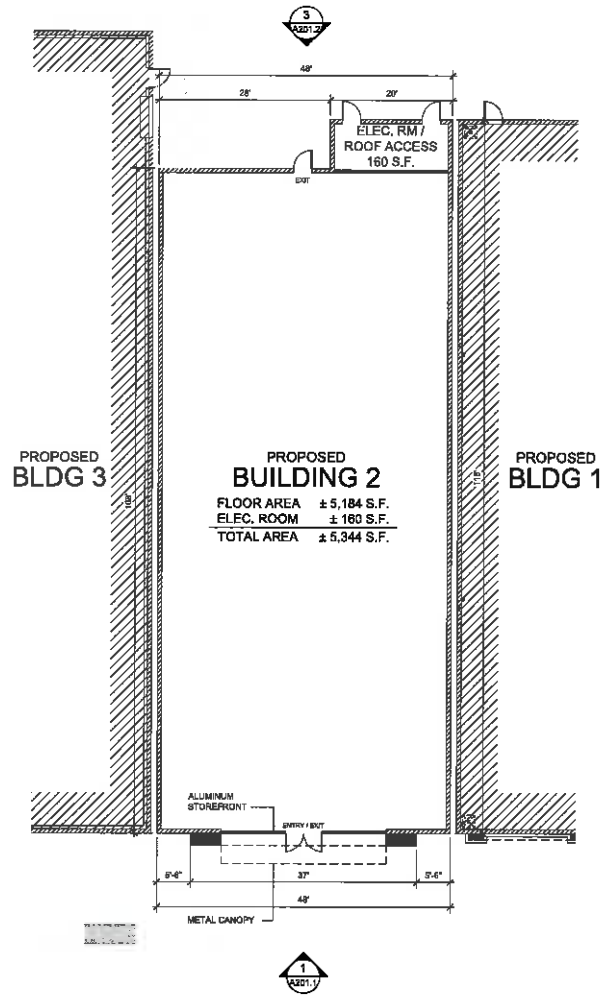 3
A201.2
48'
28'
20'
ELEC. RM /
ROOF ACCESS
160 S.F.
EXIT
PROPOSED
BLDG 3
PROPOSED
BUILDING 2
FLOOR AREA ± 5,184 S.F.
ELEC. ROOM ± 160 S.F.
TOTAL AREA ± 5,344 S.F.
PROPOSED
BLDG 1
108'
116'
ALUMINUM
STOREFRONT
ENTRY / EXIT
5'-6"
37'
5'-6"
48'
METAL CANOPY
1
A201.1